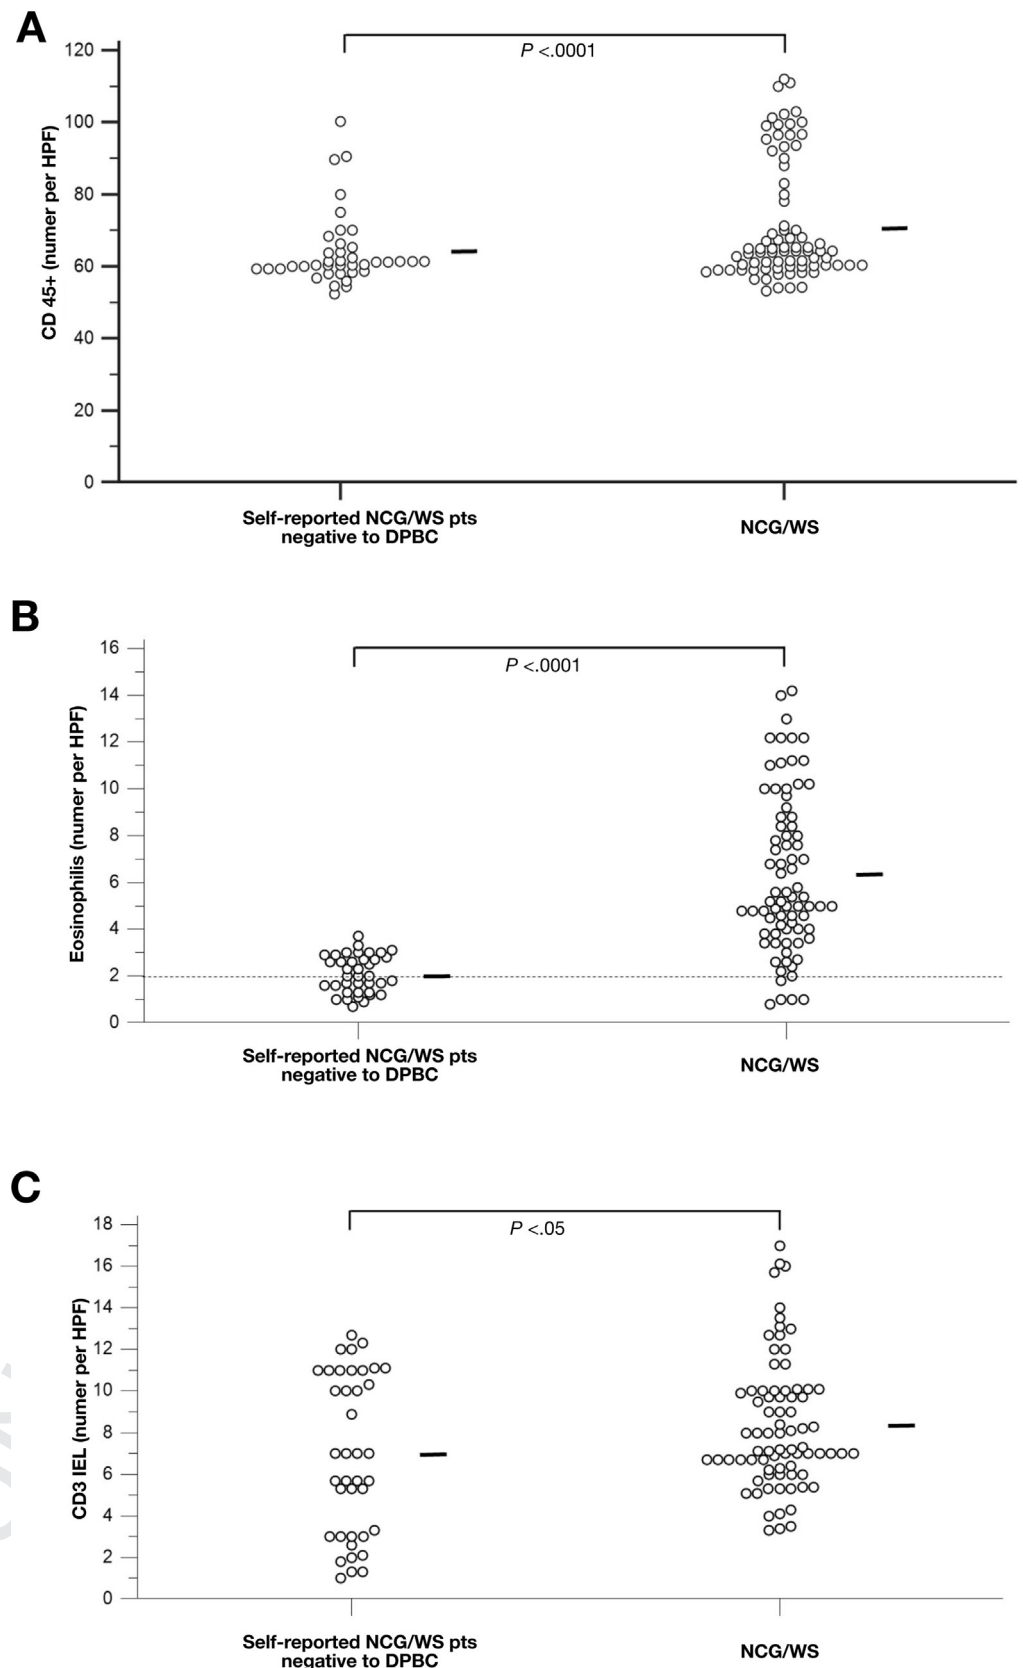 A
P <.0001
CD 45+ (numer per HPF)
120
100
80
60
40
20
0
Self-reported NCG/WS pts
negative to DPBC
NCG/WS
B
P <.0001
Eosinophilis (numer per HPF)
16
14
12
10
8
6
4
2
0
Self-reported NCG/WS pts
negative to DPBC
NCG/WS
C
P <.05
CD3 IEL (numer per HPF)
18
16
14
12
10
8
6
4
2
0
Self-reported NCG/WS pts
negative to DPBC
NCG/WS